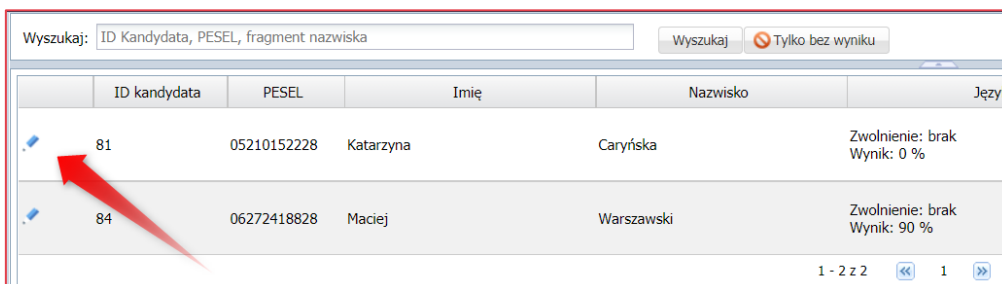 Wyszukaj: ID Kandydata, PESEL, fragment nazwiska Wyszukaj Tylko bez wyniku
ID kandydata PESEL Imię Nazwisko Języ
81 05210152228 Katarzyna Caryńska Zwolnienie: brak
Wynik: 0 %
84 06272418828 Maciej Warszawski Zwolnienie: brak
Wynik: 90 %
1 - 2 z 2 1